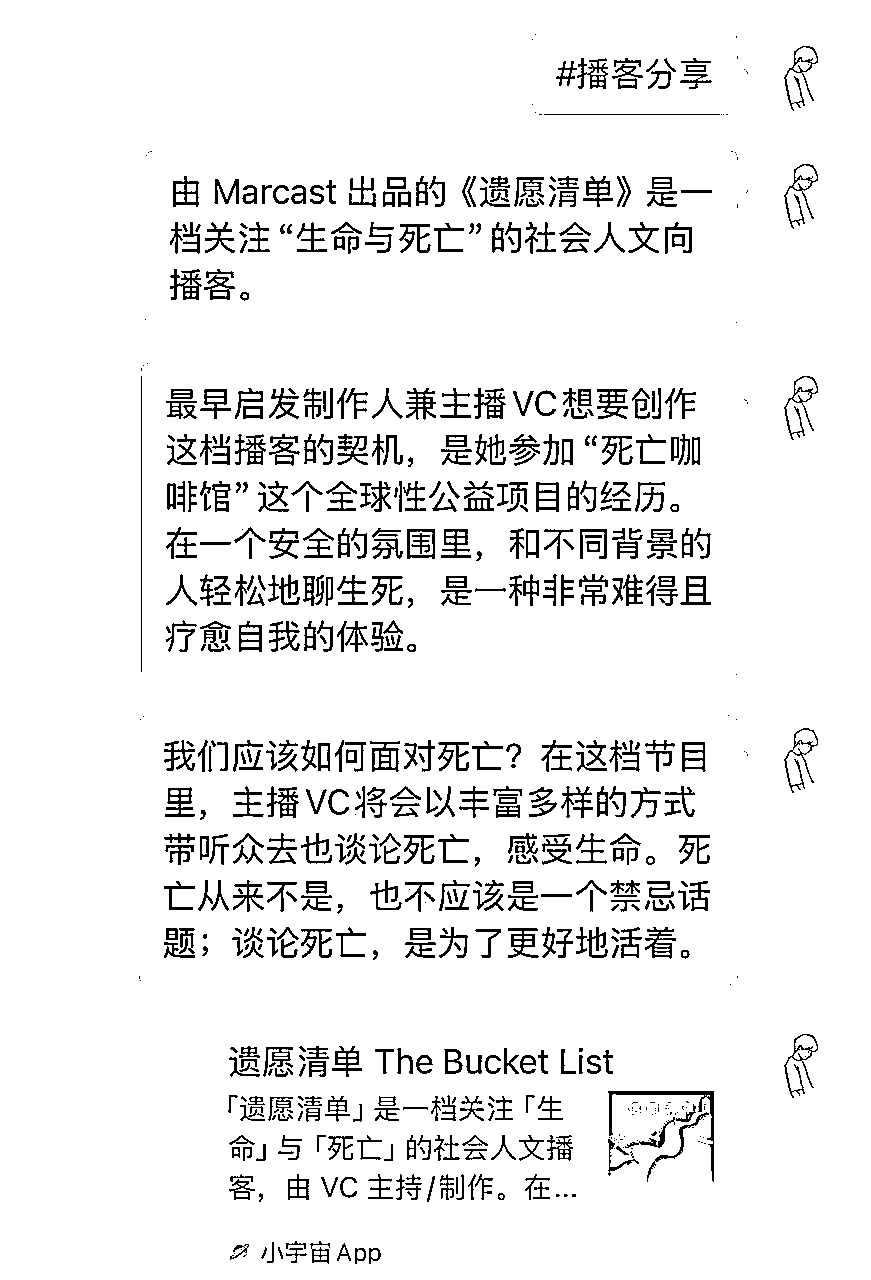 #播客分享
由 Marcast 出品的《遗愿清单》是一
档关注“生命与死亡”的社会人文向
播客。
最早启发制作人兼主播VC想要创作
这档播客的契机，是她参加“死亡咖
啡馆”这个全球性公益项目的经历。
在一个安全的氛围里，和不同背景的
人轻松地聊生死，是一种非常难得且
疗愈自我的体验。
我们应该如何面对死亡？在这档节目
里，主播VC将会以丰富多样的方式
带听众去也谈论死亡，感受生命。死
亡从来不是，也不应该是一个禁忌话
题；谈论死亡，是为了更好地活着。
遗愿清单 The Bucket List
「遗愿清单」是一档关注「生
命」与「死亡」的社会人文播
客，由 VC 主持/制作。在...
小宇宙App